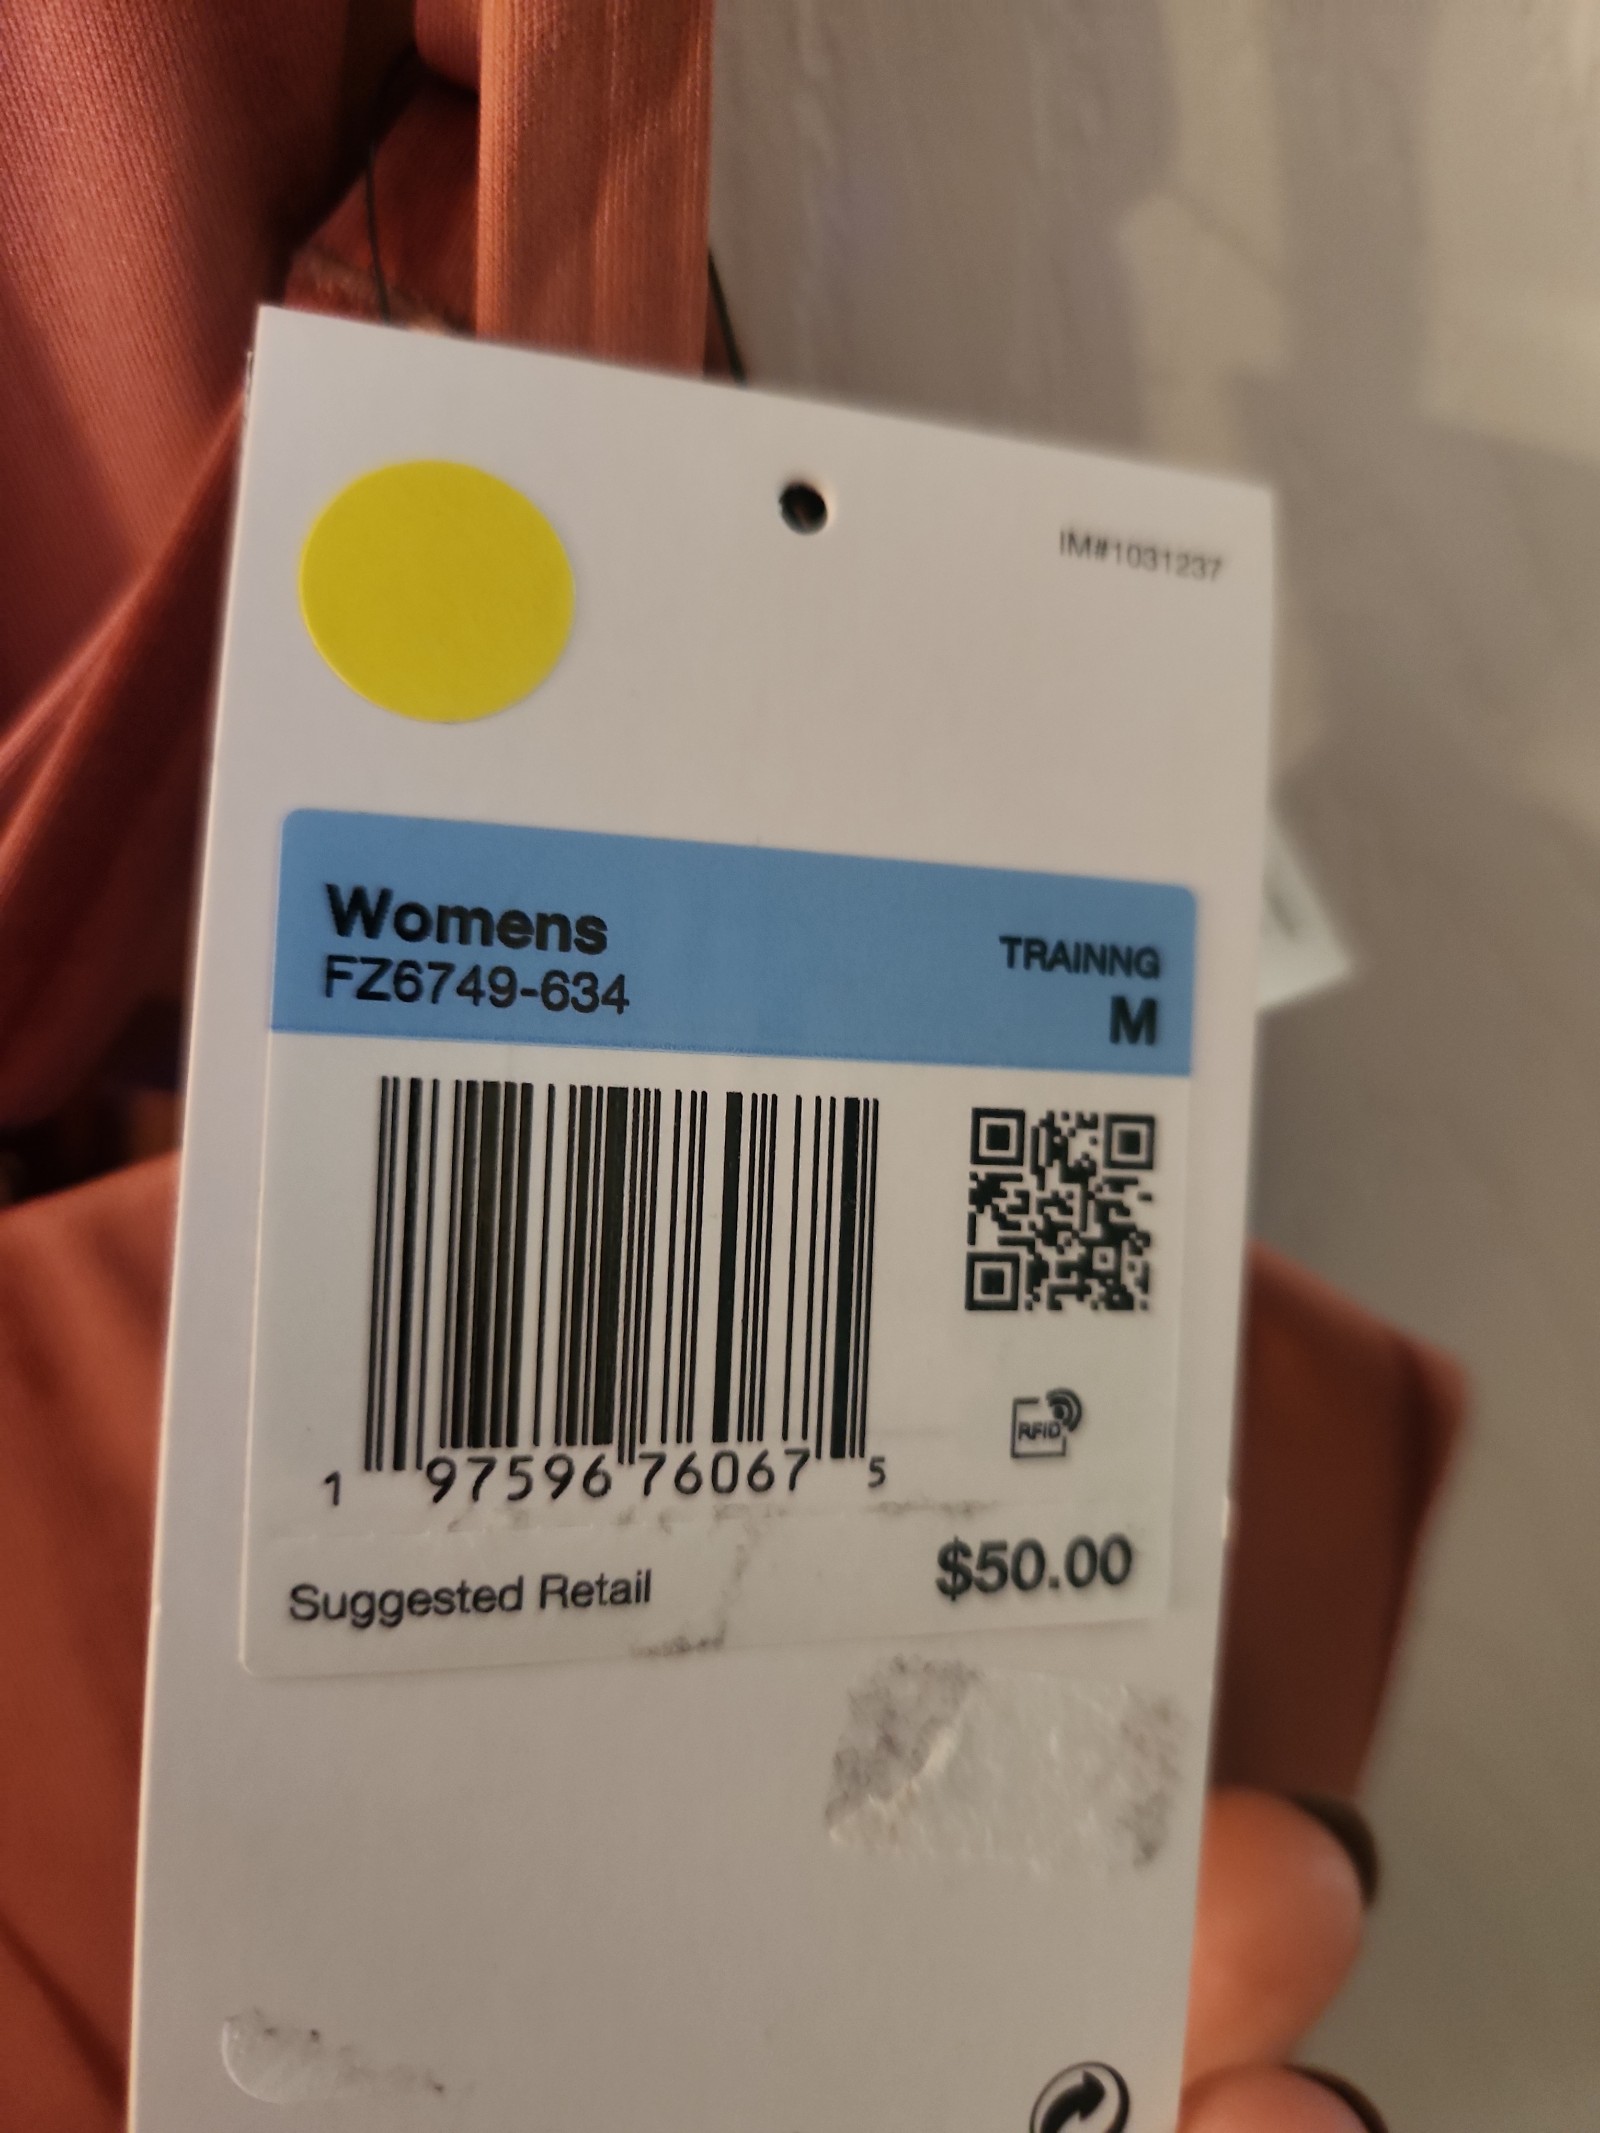 IM#1031237
Womens
FZ6749-634
TRAINNG
M
1 97596 76067 5
RFID
Suggested Retail
$50.00